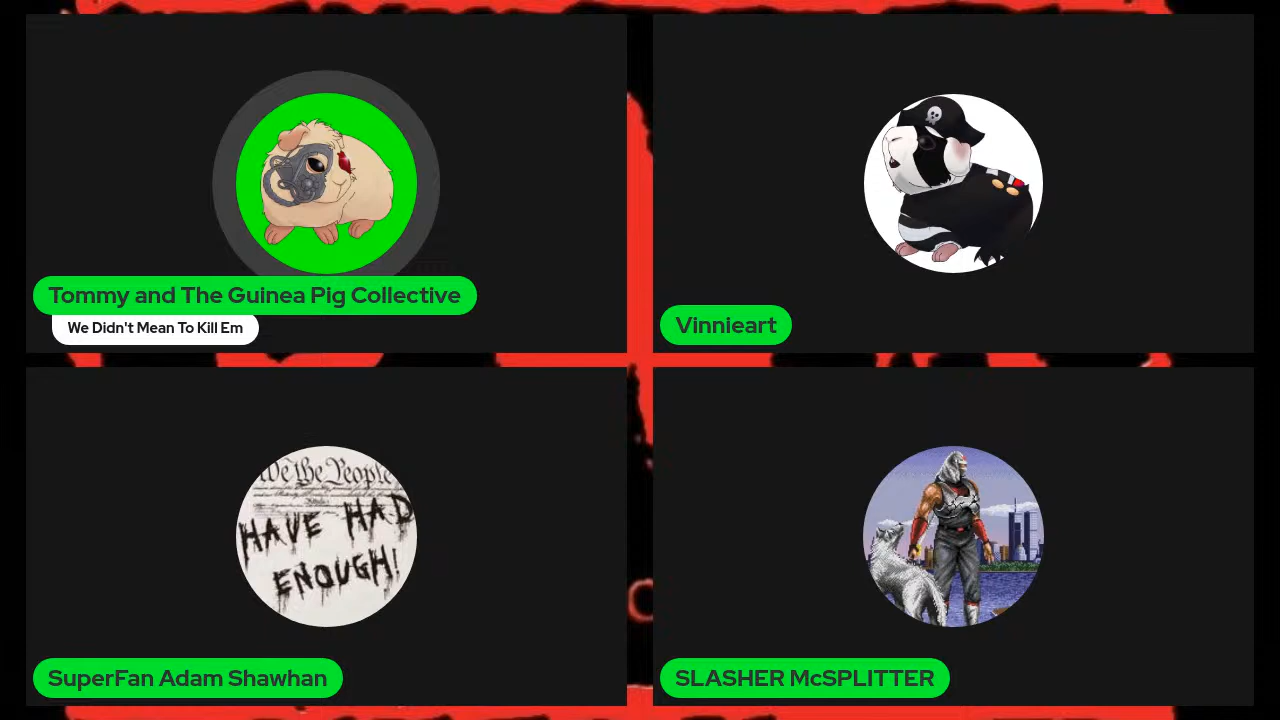 Tommy and The Guinea Pig Collective
We Didn't Mean To Kill Em
Vinnieart
We the People
HAVE HAD
ENOUGH!
SuperFan Adam Shawhan
SLASHER McSPLITTER